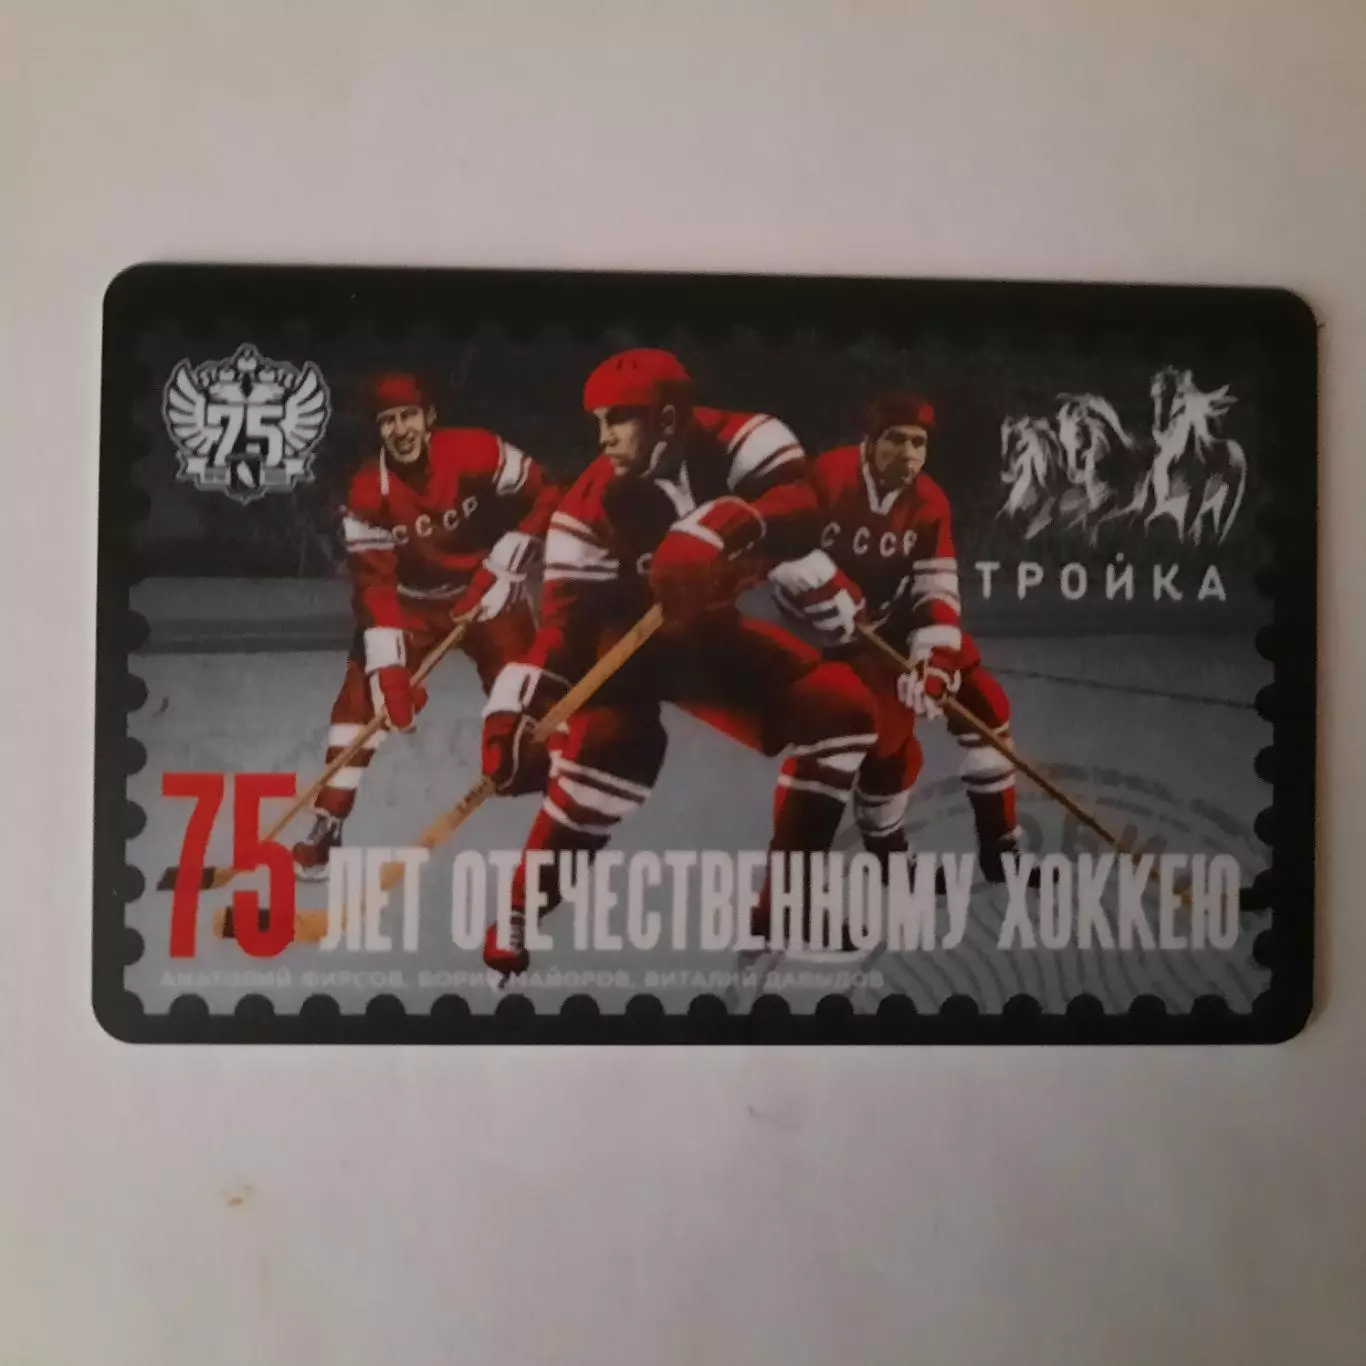 75
СССР
СССР
ТРОЙКА
75 ЛЕТ ОТЕЧЕСТВЕННОМУ ХОККЕЮ
АНАТОЛИЙ ФИРСОВ, БОРИС МАЙОРОВ, ВИТАЛИЙ ДАВЫДОВ